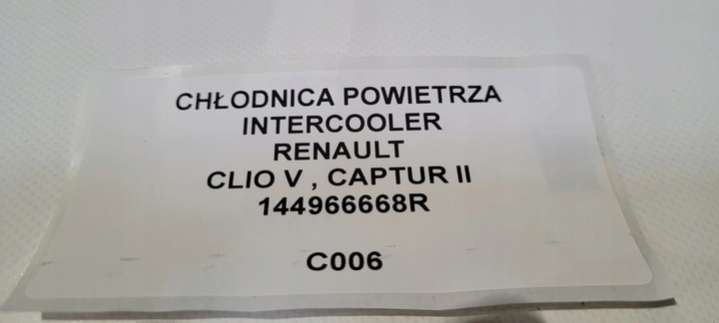 CHŁODNICA POWIETRZA
INTERCOOLER
RENAULT
CLIO V , CAPTUR II
144966668R
C006